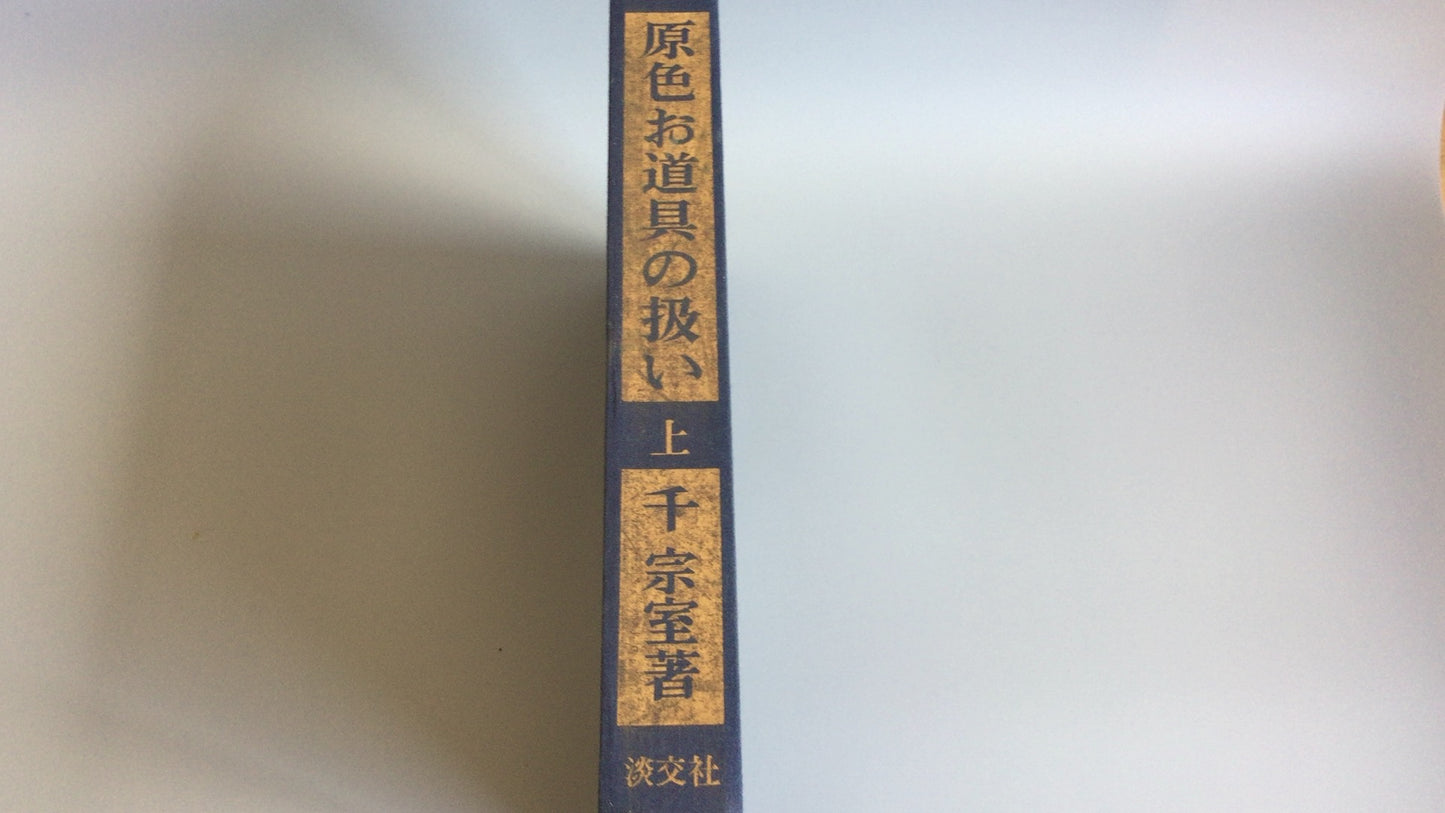 原色お道具の扱い
上
千宗室著
淡交社